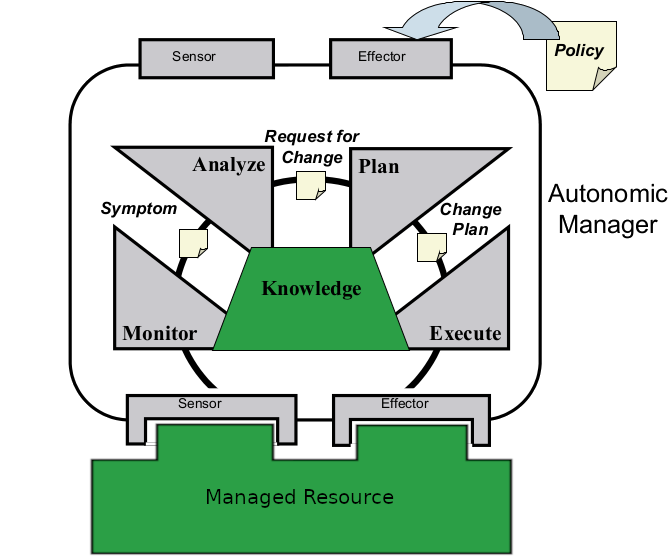 Policy
Sensor
Effector
Request for
Change
Analyze
Plan
Symptom
Change
Plan
Autonomic
Manager
Knowledge
Monitor
Execute
Sensor
Effector
Managed Resource